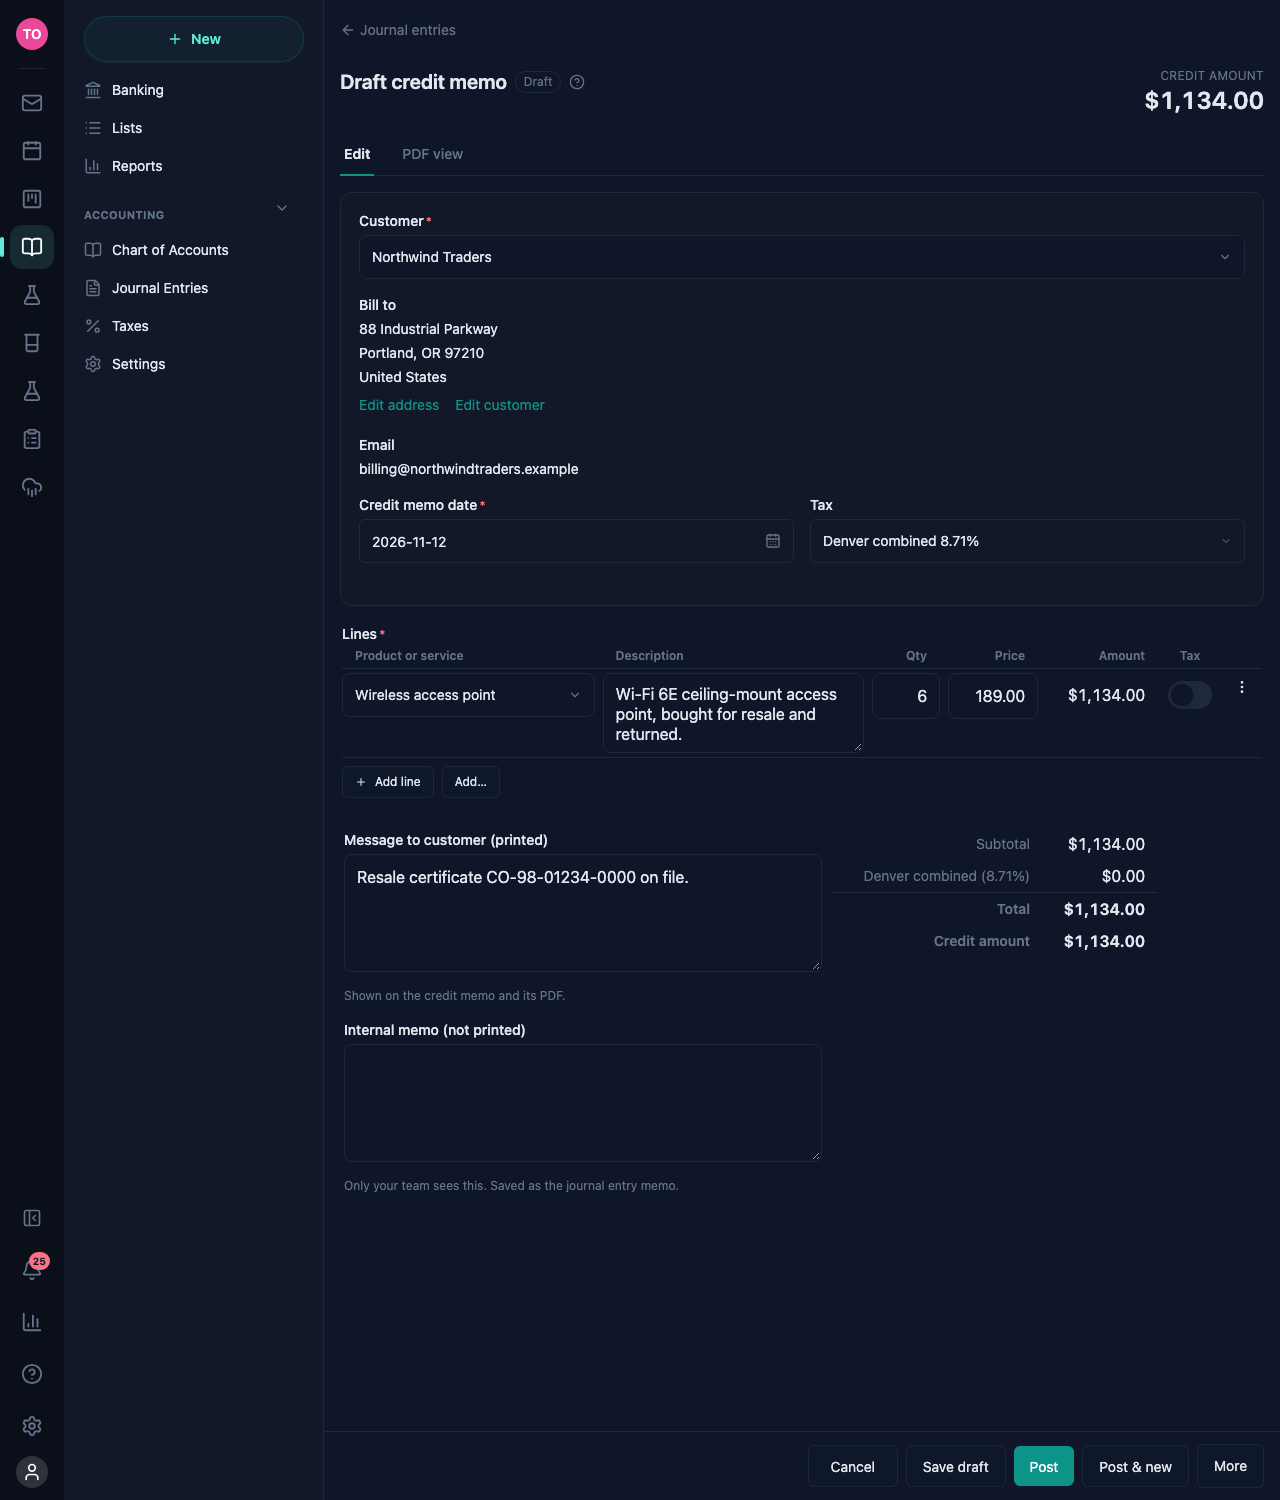 TO
New
Banking
Lists
Reports
ACCOUNTING
Chart of Accounts
Journal Entries
Taxes
Settings
25
Journal entries
Draft credit memo
Draft
CREDIT AMOUNT
$1,134.00
Edit
PDF view
Customer*
Northwind Traders
Bill to
88 Industrial Parkway
Portland, OR 97210
United States
Edit address
Edit customer
Email
billing@northwindtraders.example
Credit memo date*
2026-11-12
Tax
Denver combined 8.71%
Lines*
Product or service
Description
Qty
Price
Amount
Tax
Wireless access point
Wi-Fi 6E ceiling-mount access
point, bought for resale and
returned.
6
189.00
$1,134.00
Add line
Add...
Message to customer (printed)
Resale certificate CO-98-01234-0000 on file.
Shown on the credit memo and its PDF.
Subtotal $1,134.00
Denver combined (8.71%) $0.00
Total $1,134.00
Credit amount $1,134.00
Internal memo (not printed)
Only your team sees this. Saved as the journal entry memo.
Cancel
Save draft
Post
Post & new
More